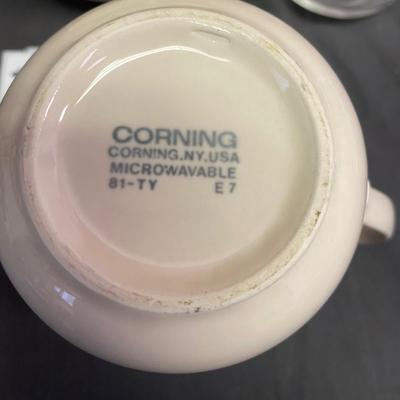 CORNING
CORNING.NY.USA
MICROWAVABLE
81-TY E7